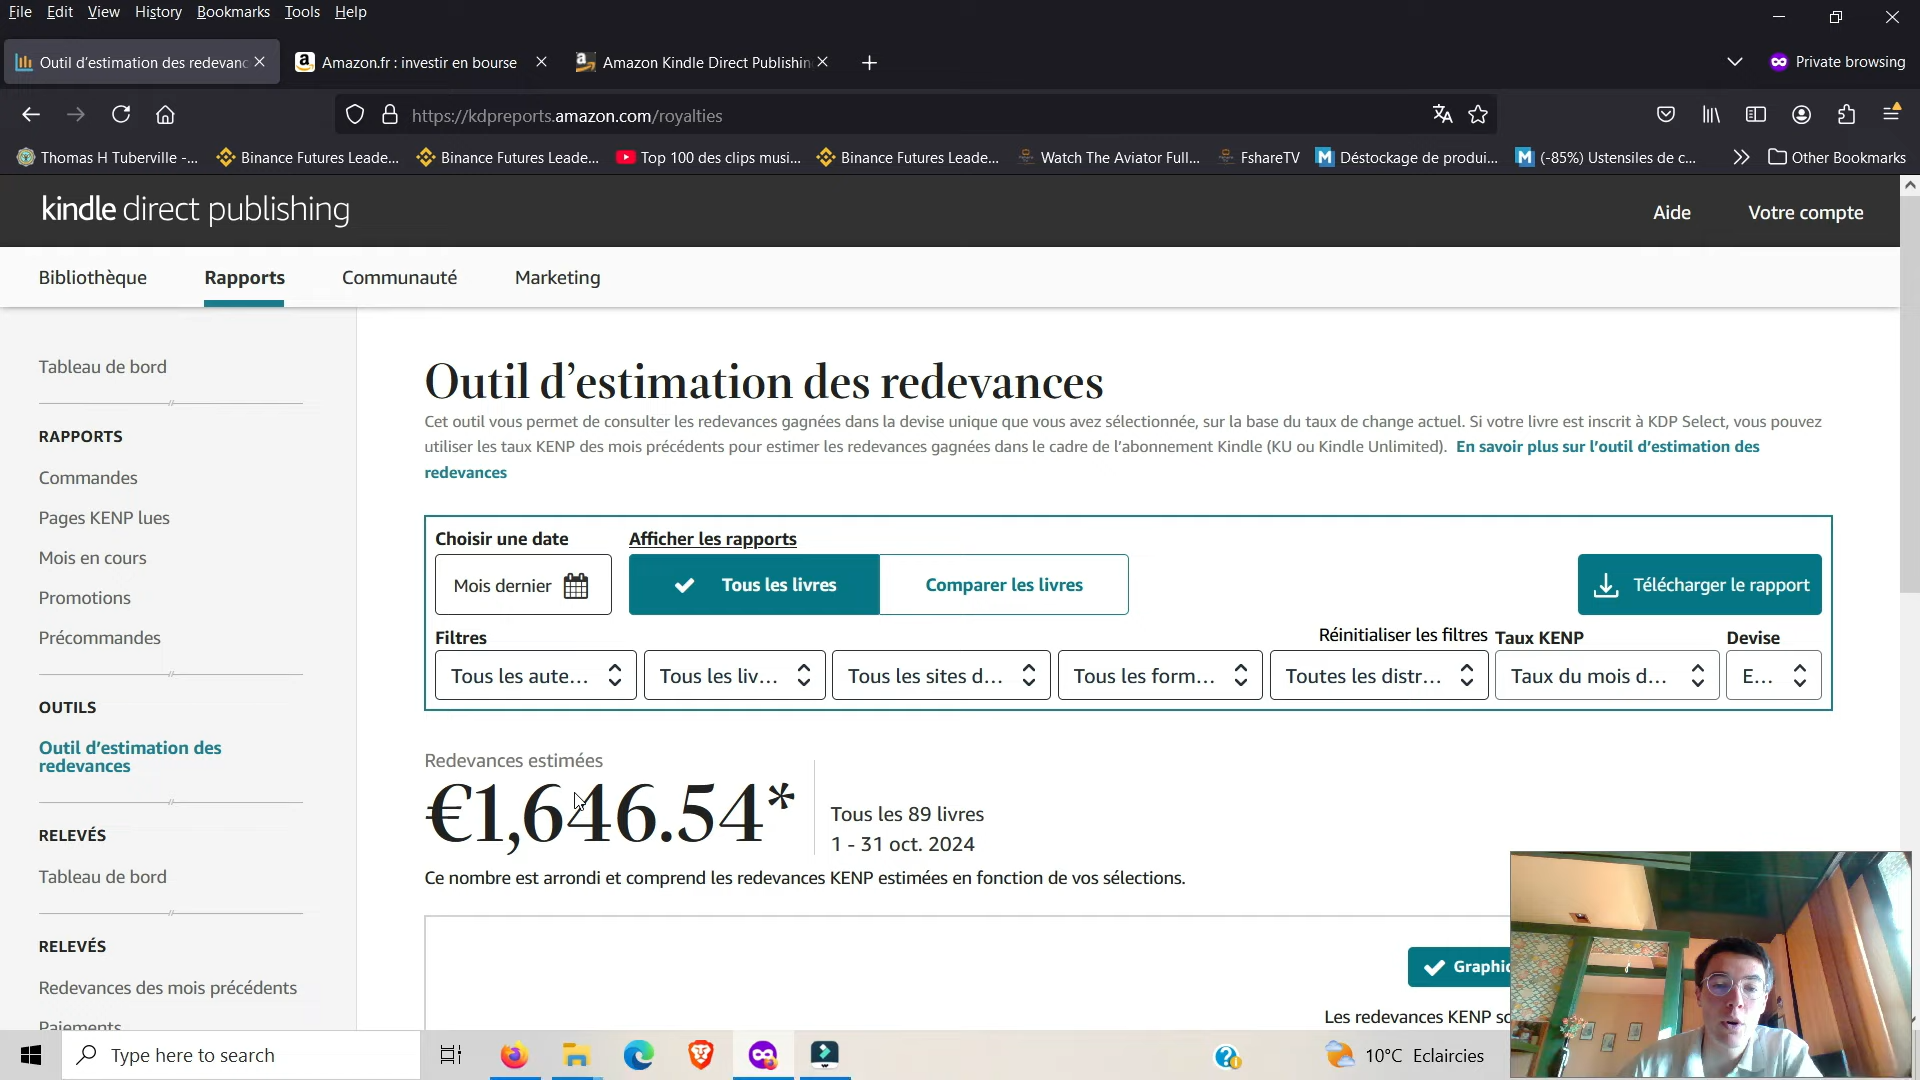 File Edit View History Bookmarks Tools Help
Outil d'estimation des redevanc
Amazon.fr : investir en bourse
Amazon Kindle Direct Publishin
Private browsing
https://kdpreports.amazon.com/royalties
Thomas H Tuberville -...
Binance Futures Leade...
Binance Futures Leade...
Top 100 des clips musi...
Binance Futures Leade...
Watch The Aviator Full...
FshareTV
Déstockage de produi...
(-85%) Ustensiles de c...
Other Bookmarks
kindle direct publishing
Aide
Votre compte
Bibliothèque
Rapports
Communauté
Marketing
Tableau de bord
RAPPORTS
Commandes
Pages KENP lues
Mois en cours
Promotions
Précommandes
OUTILS
Outil d'estimation des
redevances
RELEVÉS
Tableau de bord
RELEVÉS
Redevances des mois précédents
Paiements
Outil d'estimation des redevances
Cet outil vous permet de consulter les redevances gagnées dans la devise unique que vous avez sélectionnée, sur la base du taux de change actuel. Si votre livre est inscrit à KDP Select, vous pouvez
utiliser les taux KENP des mois précédents pour estimer les redevances gagnées dans le cadre de l'abonnement Kindle (KU ou Kindle Unlimited). En savoir plus sur l'outil d'estimation des
redevances
Choisir une date
Afficher les rapports
Mois dernier
Tous les livres
Comparer les livres
Télécharger le rapport
Filtres
Réinitialiser les filtres
Taux KENP
Devise
Tous les aute...
Tous les liv...
Tous les sites d...
Tous les form...
Toutes les distr...
Taux du mois d...
E...
Redevances estimées
€1,646.54*
Tous les 89 livres
1 - 31 oct. 2024
Ce nombre est arrondi et comprend les redevances KENP estimées en fonction de vos sélections.
Graphic
Les redevances KENP so
Type here to search
10°C Eclaircies